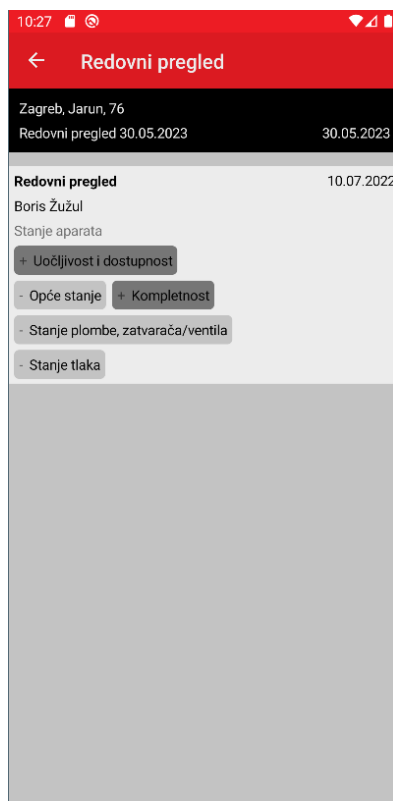 10:27
Redovni pregled
Zagreb, Jarun, 76
Redovni pregled 30.05.2023 30.05.2023
Redovni pregled 10.07.2022
Boris Žužul
Stanje aparata
+ Uočljivost i dostupnost
- Opće stanje + Kompletnost
- Stanje plombe, zatvarača/ventila
- Stanje tlaka